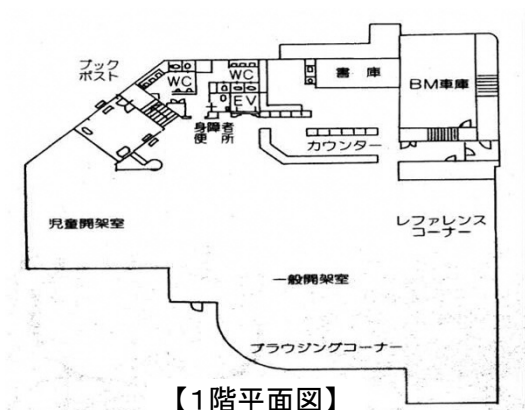 ブック
ポスト
WC
WC
EV
身障者
便所
書庫
BM車庫
カウンター
児童開架室
レファレンス
コーナー
一般開架室
ブラウジングコーナー
【1階平面図】